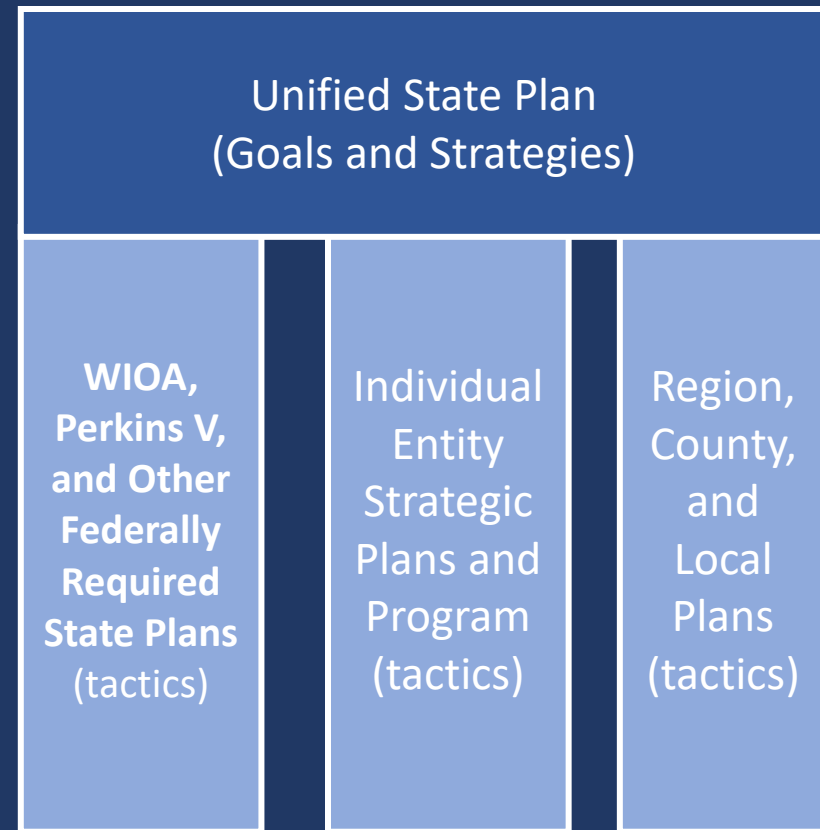 Unified State Plan
(Goals and Strategies)
WIOA,
Perkins V,
and Other
Federally
Required
State Plans
(tactics)
Individual
Entity
Strategic
Plans and
Program
(tactics)
Region,
County,
and
Local
Plans
(tactics)